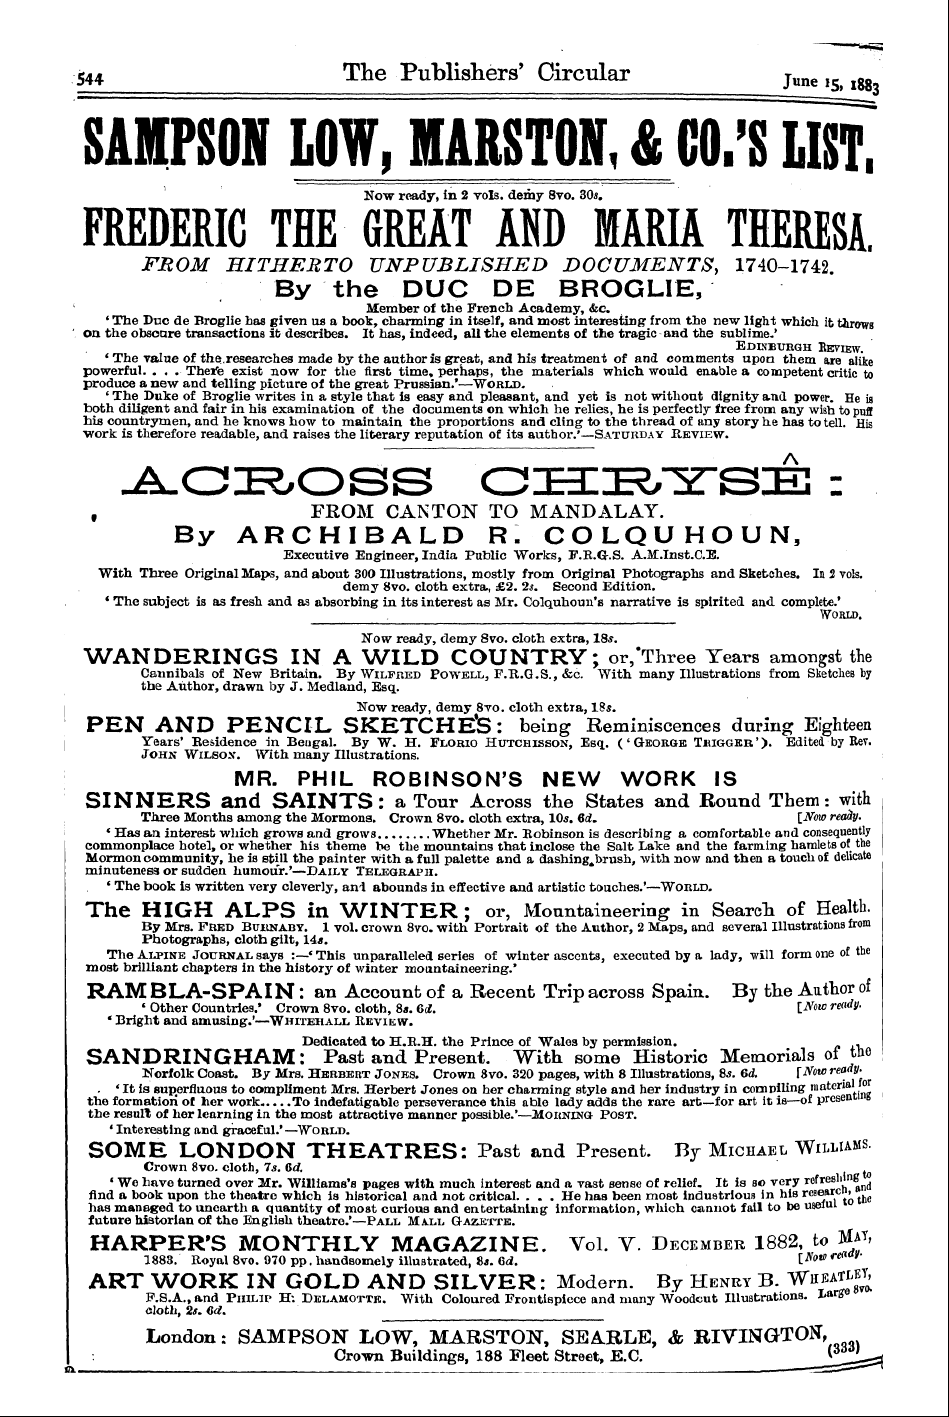 544
The Publishers' Circular
June 15, 1883
SAMPSON LOW, MARSTON, & CO.'S LIST.
Now ready, in 2 vols. demy 8vo. 30s.
FREDERIC THE GREAT AND MARIA THERESA.
FROM HITHERTO UNPUBLISHED DOCUMENTS, 1740–1742.
By the DUC DE BROGLIE,
Member of the French Academy, &c.
'The Duc de Broglie has given us a book, charming in itself, and most interesting from the new light which it throws
on the obscure transactions it describes. It has, indeed, all the elements of the tragic and the sublime.'
EDINBURGH REVIEW.
'The value of the researches made by the author is great, and his treatment of and comments upon them are alike
powerful. . . . There exist now for the first time, perhaps, the materials which would enable a competent critic to
produce a new and telling picture of the great Prussian.'—WORLD.
'The Duke of Broglie writes in a style that is easy and pleasant, and yet is not without dignity and power. He is
both diligent and fair in his examination of the documents on which he relies, he is perfectly free from any wish to puff
his countrymen, and he knows how to maintain the proportions and cling to the thread of any story he has to tell. His
work is therefore readable, and raises the literary reputation of its author.'—SATURDAY REVIEW.
ACROSS CHRYSÊ:
FROM CANTON TO MANDALAY.
By ARCHIBALD R. COLQUHOUN,
Executive Engineer, India Public Works, F.R.G.S. A.M.Inst.C.E.
With Three Original Maps, and about 300 Illustrations, mostly from Original Photographs and Sketches. In 2 vols.
demy 8vo. cloth extra, £2. 2s. Second Edition.
'The subject is as fresh and as absorbing in its interest as Mr. Colquhoun's narrative is spirited and complete.'
WORLD.
Now ready, demy 8vo. cloth extra, 18s.
WANDERINGS IN A WILD COUNTRY; or, Three Years amongst the
Cannibals of New Britain. By WILFRED POWELL, F.R.G.S., &c. With many Illustrations from Sketches by
the Author, drawn by J. Medland, Esq.
Now ready, demy 8vo. cloth extra, 18s.
PEN AND PENCIL SKETCHES: being Reminiscences during Eighteen
Years' Residence in Bengal. By W. H. FLORIO HUTCHISSON, Esq. ('GEORGE TRIGGER'). Edited by Rev.
JOHN WILSON. With many Illustrations.
MR. PHIL ROBINSON'S NEW WORK IS
SINNERS and SAINTS: a Tour Across the States and Round Them: with
Three Months among the Mormons. Crown 8vo. cloth extra, 10s. 6d. [Now ready.
'Has an interest which grows and grows........Whether Mr. Robinson is describing a comfortable and consequently
commonplace hotel, or whether his theme be the mountains that inclose the Salt Lake and the farming hamlets of the
Mormon community, he is still the painter with a full palette and a dashing brush, with now and then a touch of delicate
minuteness or sudden humour.'—DAILY TELEGRAPH.
'The book is written very cleverly, and abounds in effective and artistic touches.'—WORLD.
The HIGH ALPS in WINTER; or, Mountaineering in Search of Health.
By Mrs. FRED BURNABY. 1 vol. crown 8vo. with Portrait of the Author, 2 Maps, and several Illustrations from
Photographs, cloth gilt, 14s.
The ALPINE JOURNAL says :—'This unparalleled series of winter ascents, executed by a lady, will form one of the
most brilliant chapters in the history of winter mountaineering.'
RAMBLA-SPAIN: an Account of a Recent Trip across Spain. By the Author of
'Other Countries.' Crown 8vo. cloth, 8s. 6d. [Now ready.
'Bright and amusing.'—WHITEHALL REVIEW.
Dedicated to H.R.H. the Prince of Wales by permission.
SANDRINGHAM: Past and Present. With some Historic Memorials of the
Norfolk Coast. By Mrs. HERBERT JONES. Crown 8vo. 320 pages, with 8 Illustrations, 8s. 6d. [Now ready.
'It is superfluous to compliment Mrs. Herbert Jones on her charming style and her industry in compiling material for
the formation of her work.....To indefatigable perseverance this able lady adds the rare art—for art it is—of presenting
the result of her learning in the most attractive manner possible.'—MORNING POST.
'Interesting and graceful.'—WORLD.
SOME LONDON THEATRES: Past and Present. By MICHAEL WILLIAMS.
Crown 8vo. cloth, 7s. 6d.
'We have turned over Mr. Williams's pages with much interest and a vast sense of relief. It is so very refreshing to
find a book upon the theatre which is historical and not critical. . . . He has been most industrious in his research, and
has managed to unearth a quantity of most curious and entertaining information, which cannot fail to be useful to the
future historian of the English theatre.'—PALL MALL GAZETTE.
HARPER'S MONTHLY MAGAZINE. Vol. V. DECEMBER 1882, to MAY,
1883. Royal 8vo. 970 pp. handsomely illustrated, 8s. 6d. [Now ready.
ART WORK IN GOLD AND SILVER: Modern. By HENRY B. WHEATLEY,
F.S.A., and PHILIP H. DELAMOTTE. With Coloured Frontispiece and many Woodcut Illustrations. Large 8vo.
cloth, 2s. 6d.
London: SAMPSON LOW, MARSTON, SEARLE, & RIVINGTON,
Crown Buildings, 188 Fleet Street, E.C.
(333)